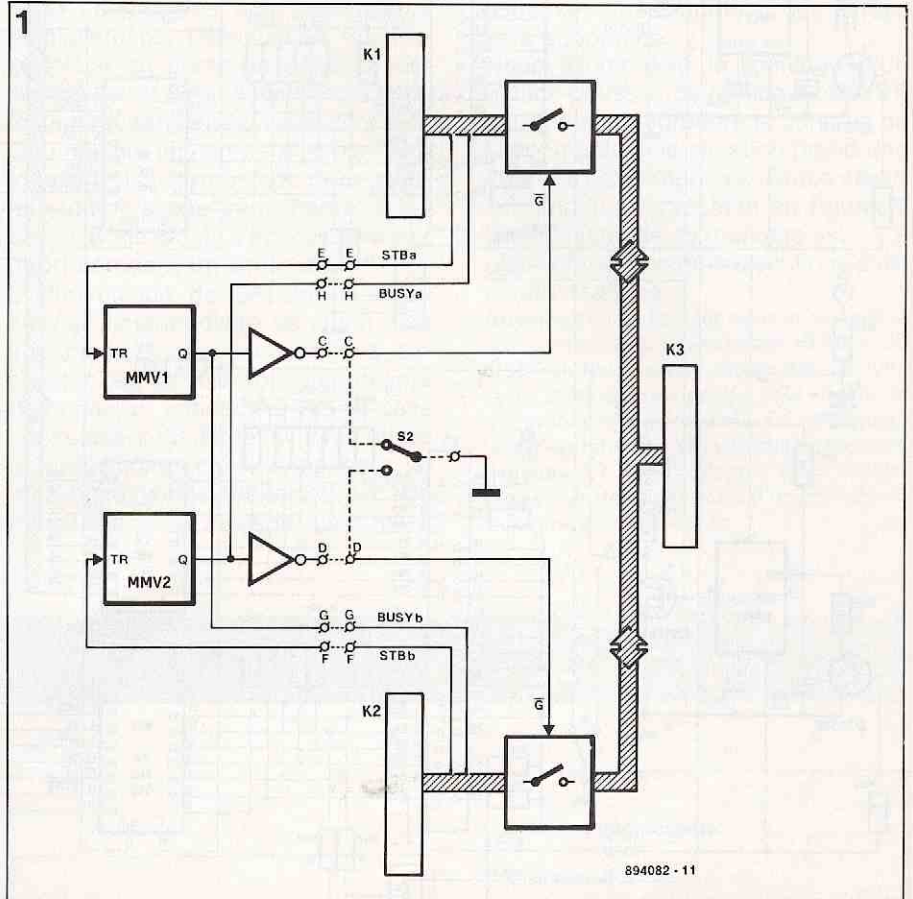 1
K1
G
E E STBa
H H BUSYa
TR Q
MMV1
C C
K3
S2
TR Q
MMV2
D D
G G BUSYb
F F STBb
K2
G
894082 - 11